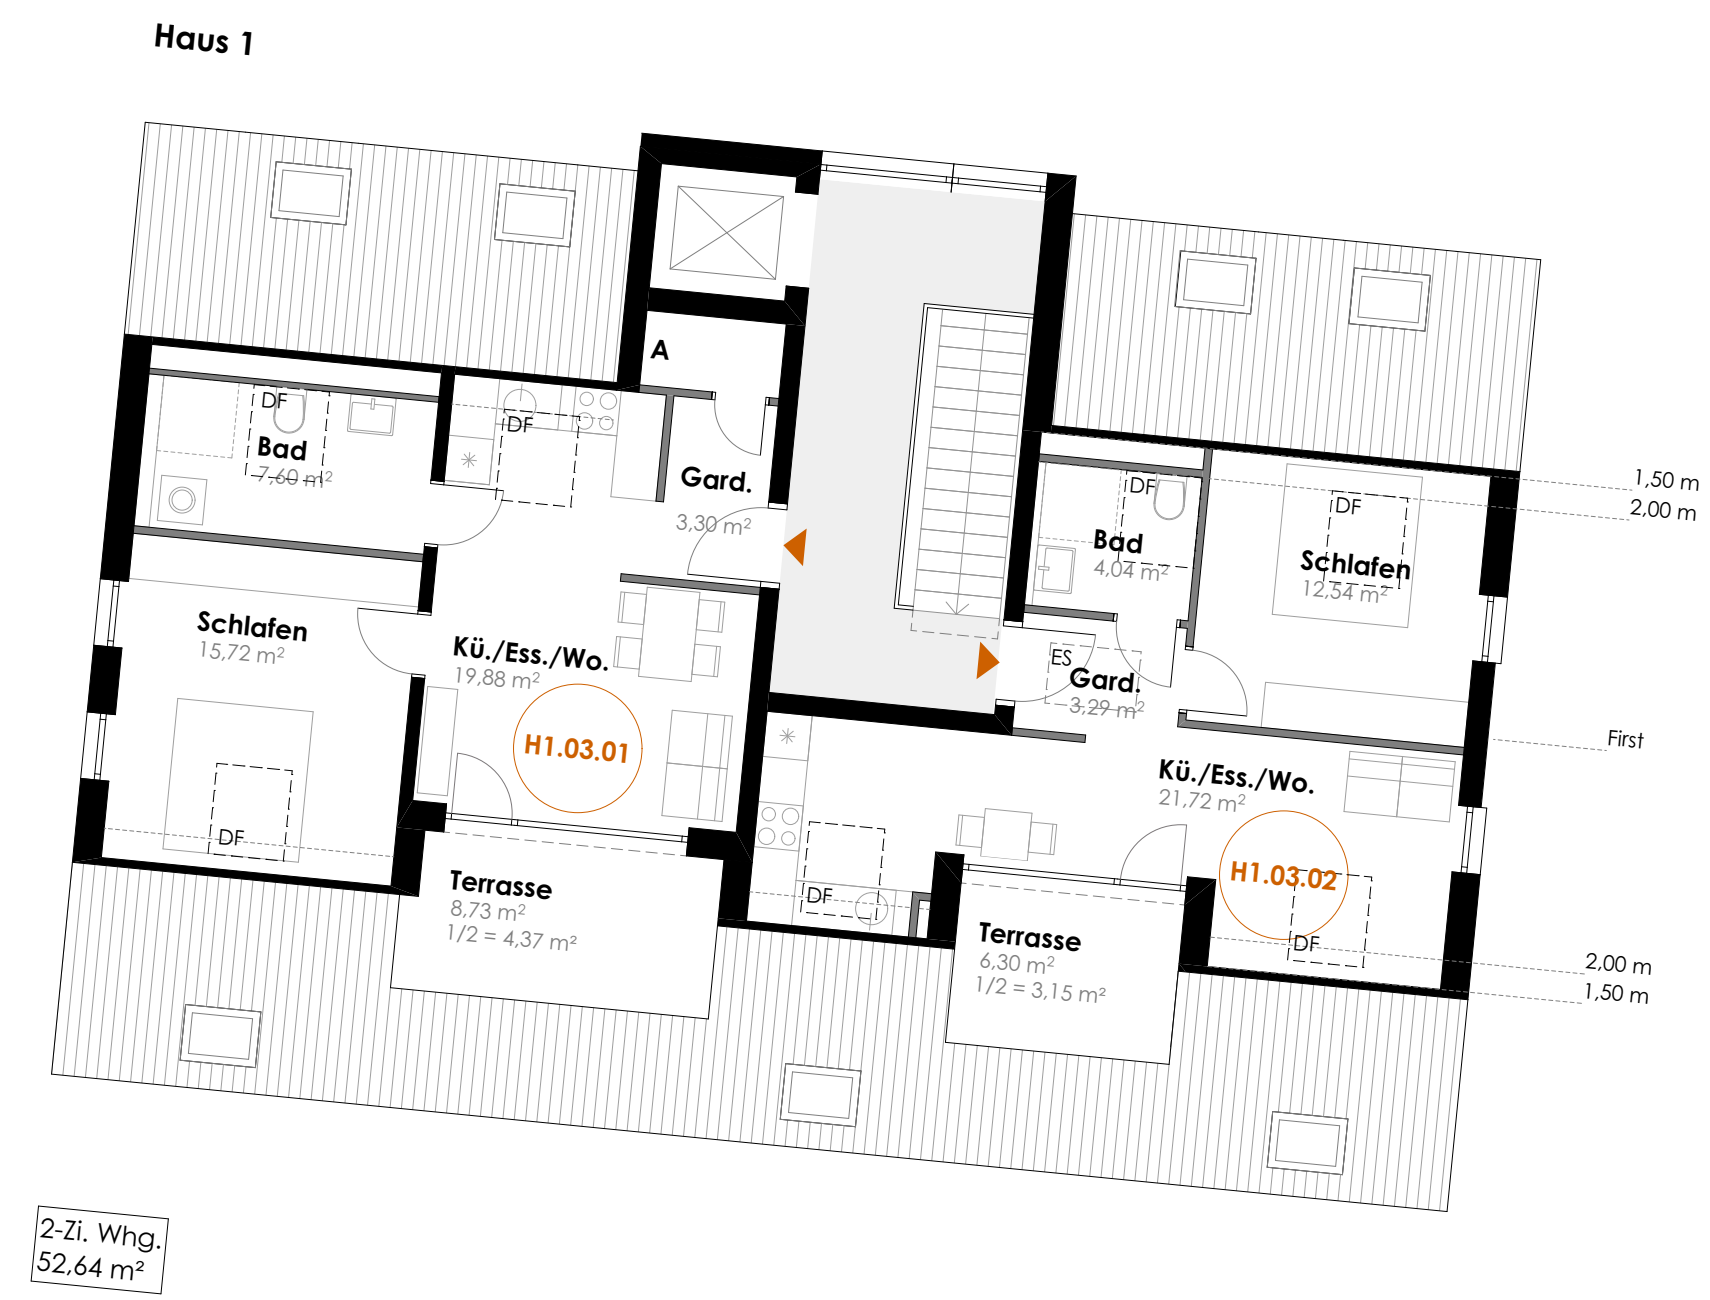 Haus 1
A
DF
Bad
7,60 m²
DF
Gard.
3,30 m²
1,50 m
2,00 m
DF
Bad
4,04 m²
DF
Schlafen
12,54 m²
Schlafen
15,72 m²
Kü./Ess./Wo.
19,88 m²
H1.03.01
ES
Gard.
3,29 m²
First
Kü./Ess./Wo.
21,72 m²
H1.03.02
DF
Terrasse
8,73 m²
1/2 = 4,37 m²
DF
Terrasse
6,30 m²
1/2 = 3,15 m²
DF
2,00 m
1,50 m
2-Zi. Whg.
52,64 m²